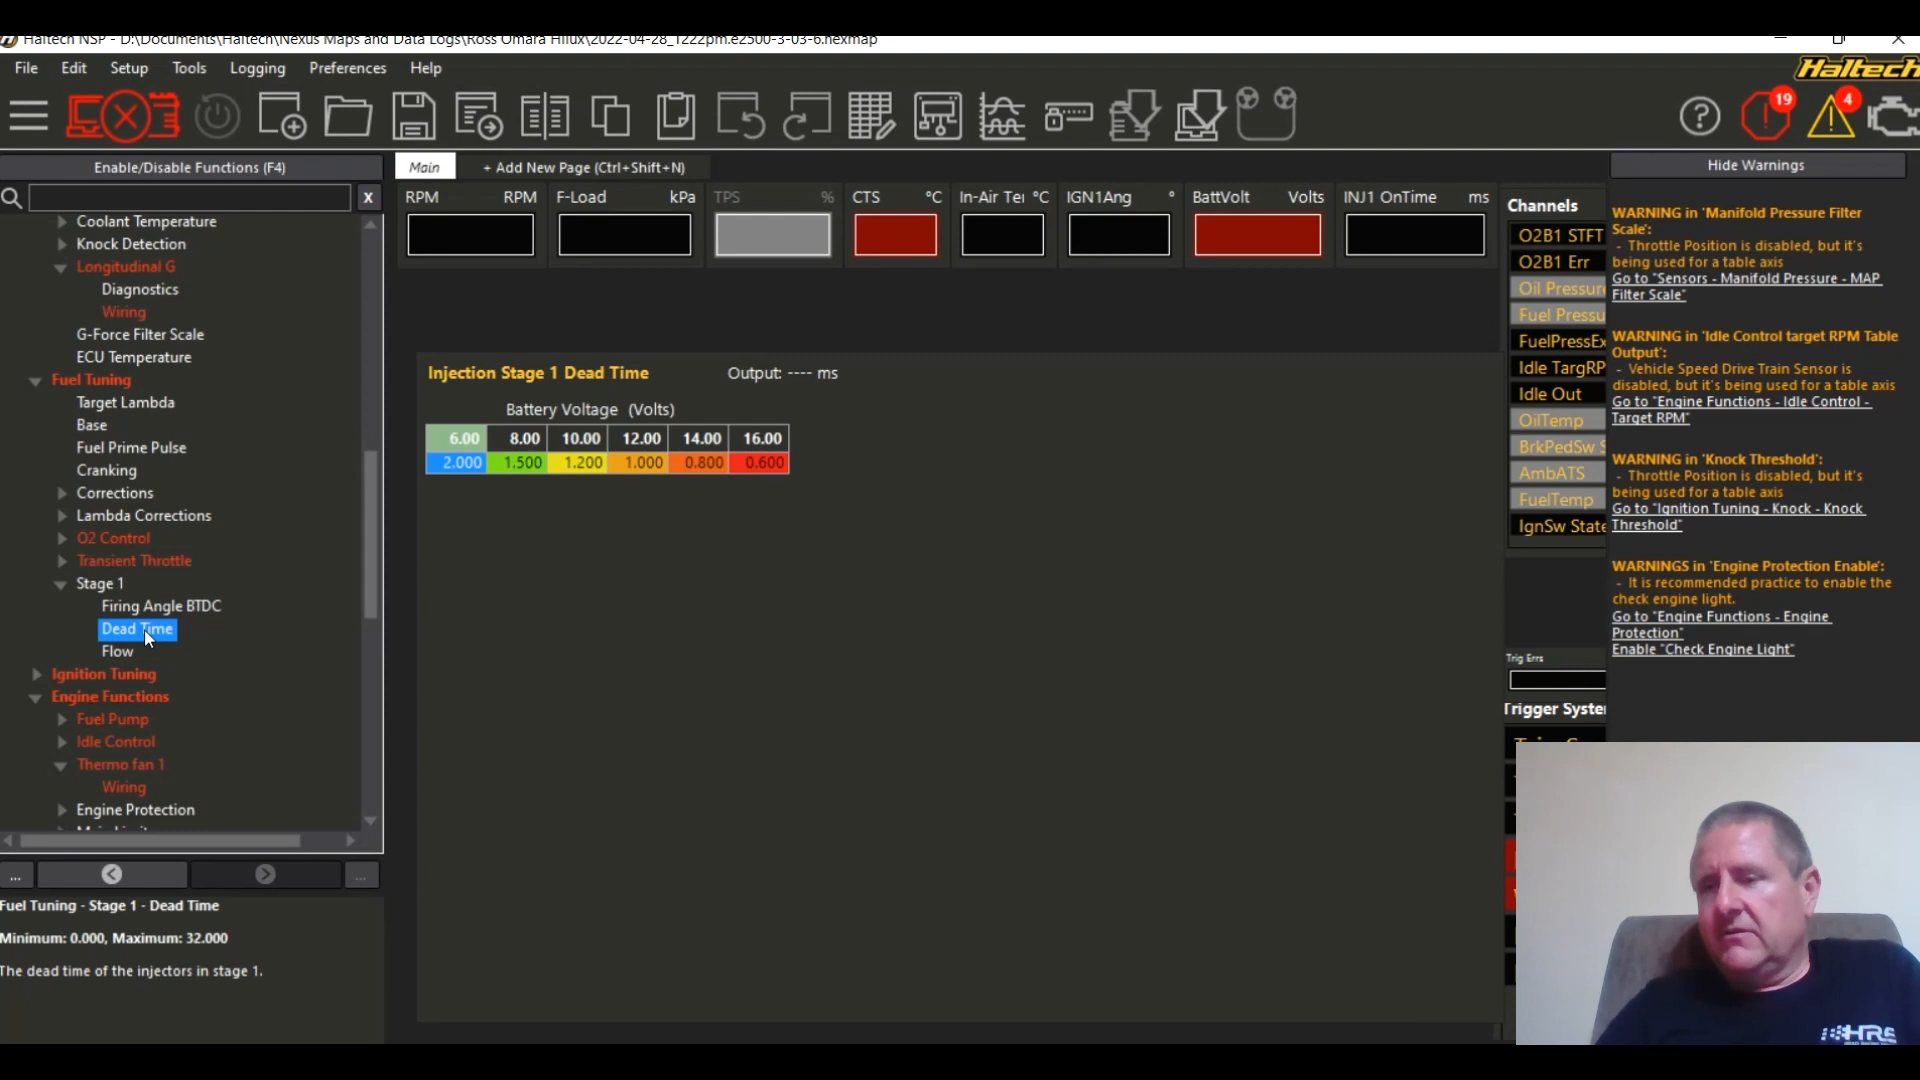 Haltech NSP - D:\Documents\Haltech\Nexus Maps and Data Logs\Ross Omara Hilux\2022-04-28_1222pm.e2500-3-03-6.nexmap
File Edit Setup Tools Logging Preferences Help
Haltech
19 4
Enable/Disable Functions (F4)
X
Coolant Temperature
Knock Detection
Longitudinal G
Diagnostics
Wiring
G-Force Filter Scale
ECU Temperature
Fuel Tuning
Target Lambda
Base
Fuel Prime Pulse
Cranking
Corrections
Lambda Corrections
O2 Control
Transient Throttle
Stage 1
Firing Angle BTDC
Dead Time
Flow
Ignition Tuning
Engine Functions
Fuel Pump
Idle Control
Thermo fan 1
Wiring
Engine Protection
...
...
Fuel Tuning - Stage 1 - Dead Time
Minimum: 0.000, Maximum: 32.000
The dead time of the injectors in stage 1.
Main + Add New Page (Ctrl+Shift+N)
RPM RPM F-Load kPa TPS % CTS °C In-Air Te °C IGN1Ang ° BattVolt Volts INJ1 OnTime ms
Injection Stage 1 Dead Time Output: ---- ms
Battery Voltage (Volts)
6.00 8.00 10.00 12.00 14.00 16.00
2.000 1.500 1.200 1.000 0.800 0.600
Channels
O2B1 STFT
O2B1 Err
Oil Pressure
Fuel Pressu
FuelPressEx
Idle TargRP
Idle Out
OilTemp
BrkPedSw S
AmbATS
FuelTemp
IgnSw State
Trig Errs
Trigger Syste
Hide Warnings
WARNING in 'Manifold Pressure Filter
Scale':
- Throttle Position is disabled, but it's
being used for a table axis
Go to "Sensors - Manifold Pressure - MAP
Filter Scale"
WARNING in 'Idle Control target RPM Table
Output':
- Vehicle Speed Drive Train Sensor is
disabled, but it's being used for a table axis
Go to "Engine Functions - Idle Control -
Target RPM"
WARNING in 'Knock Threshold':
- Throttle Position is disabled, but it's
being used for a table axis
Go to "Ignition Tuning - Knock - Knock
Threshold"
WARNINGS in 'Engine Protection Enable':
- It is recommended practice to enable the
check engine light.
Go to "Engine Functions - Engine
Protection"
Enable "Check Engine Light"
HRS